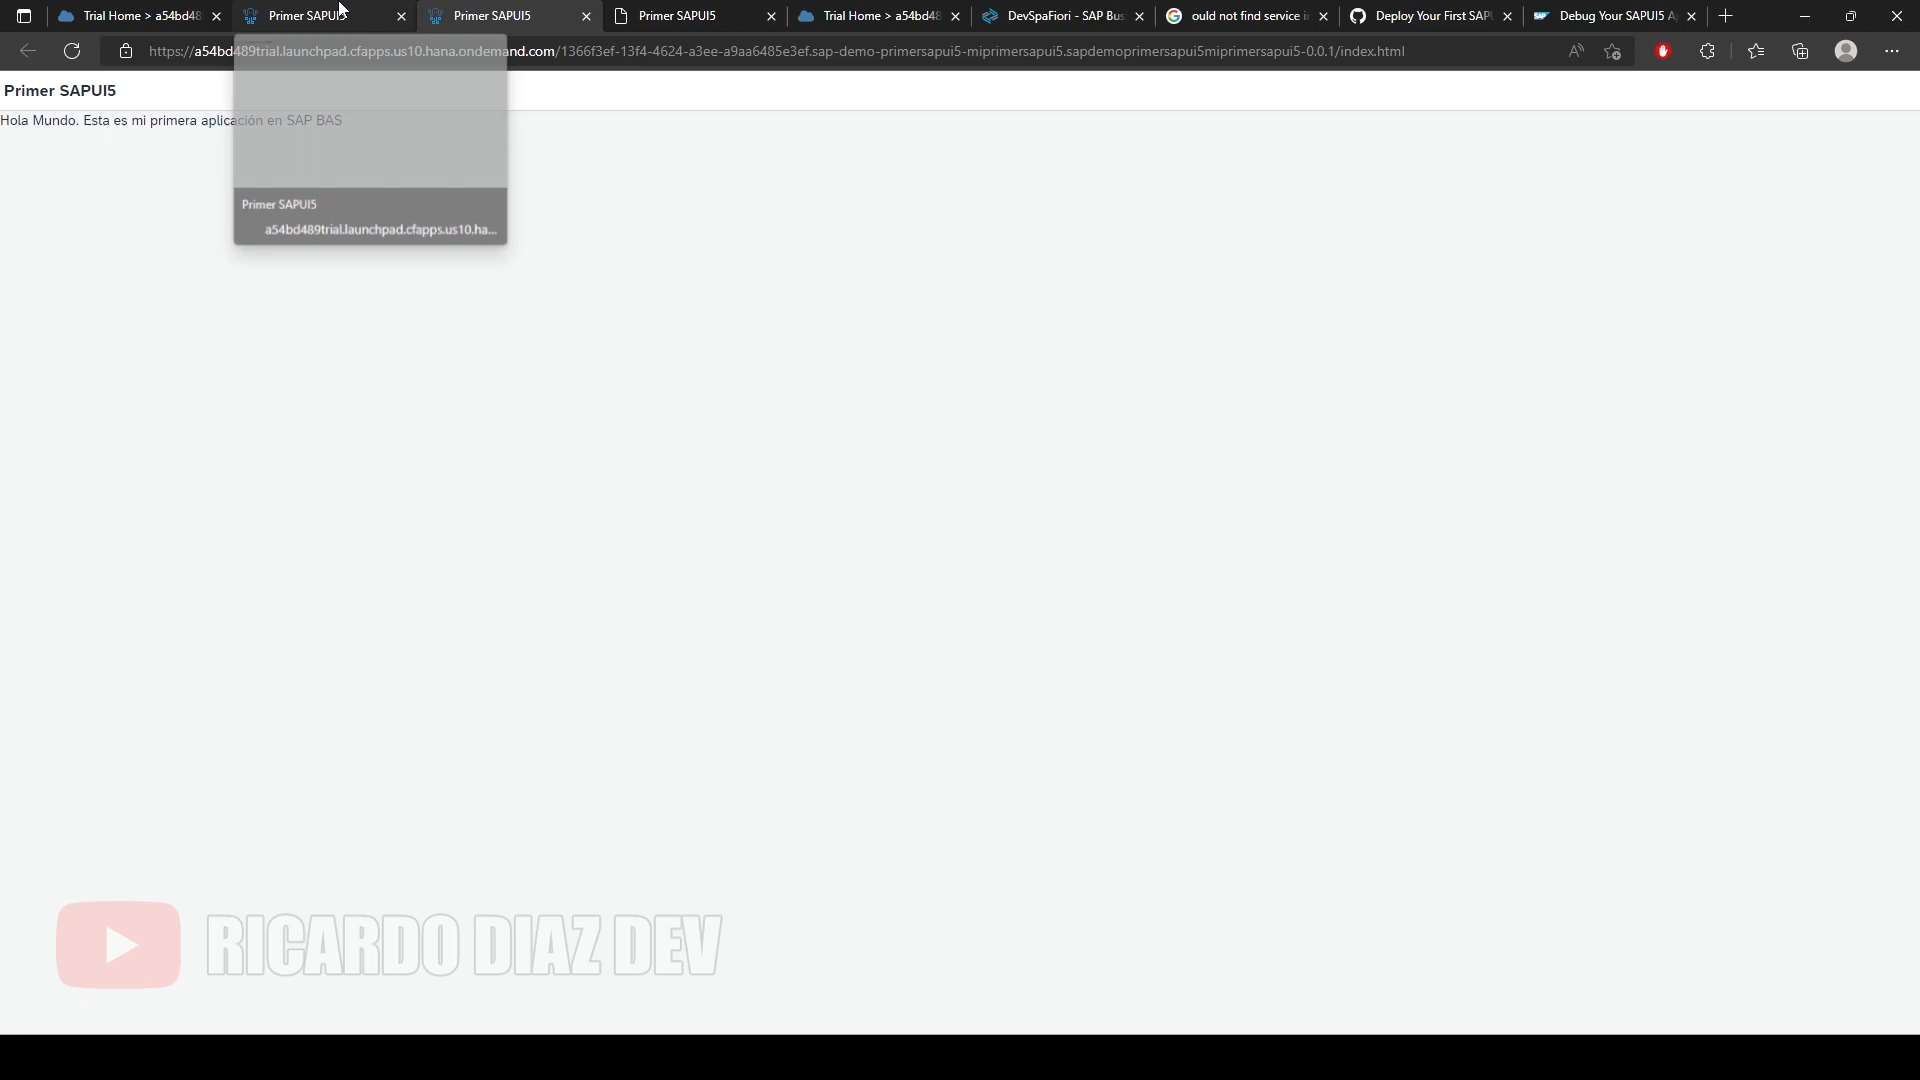 Trial Home > a54bd48
Primer SAPUI5
Primer SAPUI5
Primer SAPUI5
Trial Home > a54bd48
DevSpaFiori - SAP Bus
ould not find service i
Deploy Your First SAPU
Debug Your SAPUI5 A
https://a54bd489trial.launchpad.cfapps.us10.hana.ondemand.com/1366f3ef-13f4-4624-a3ee-a9aa6485e3ef.sap-demo-primersapui5-miprimersapui5.sapdemoprimersapui5miprimersapui5-0.0.1/index.html
Primer SAPUI5
Hola Mundo. Esta es mi primera aplicación en SAP BAS
Primer SAPUI5
a54bd489trial.launchpad.cfapps.us10.ha...
RICARDO DIAZ DEV